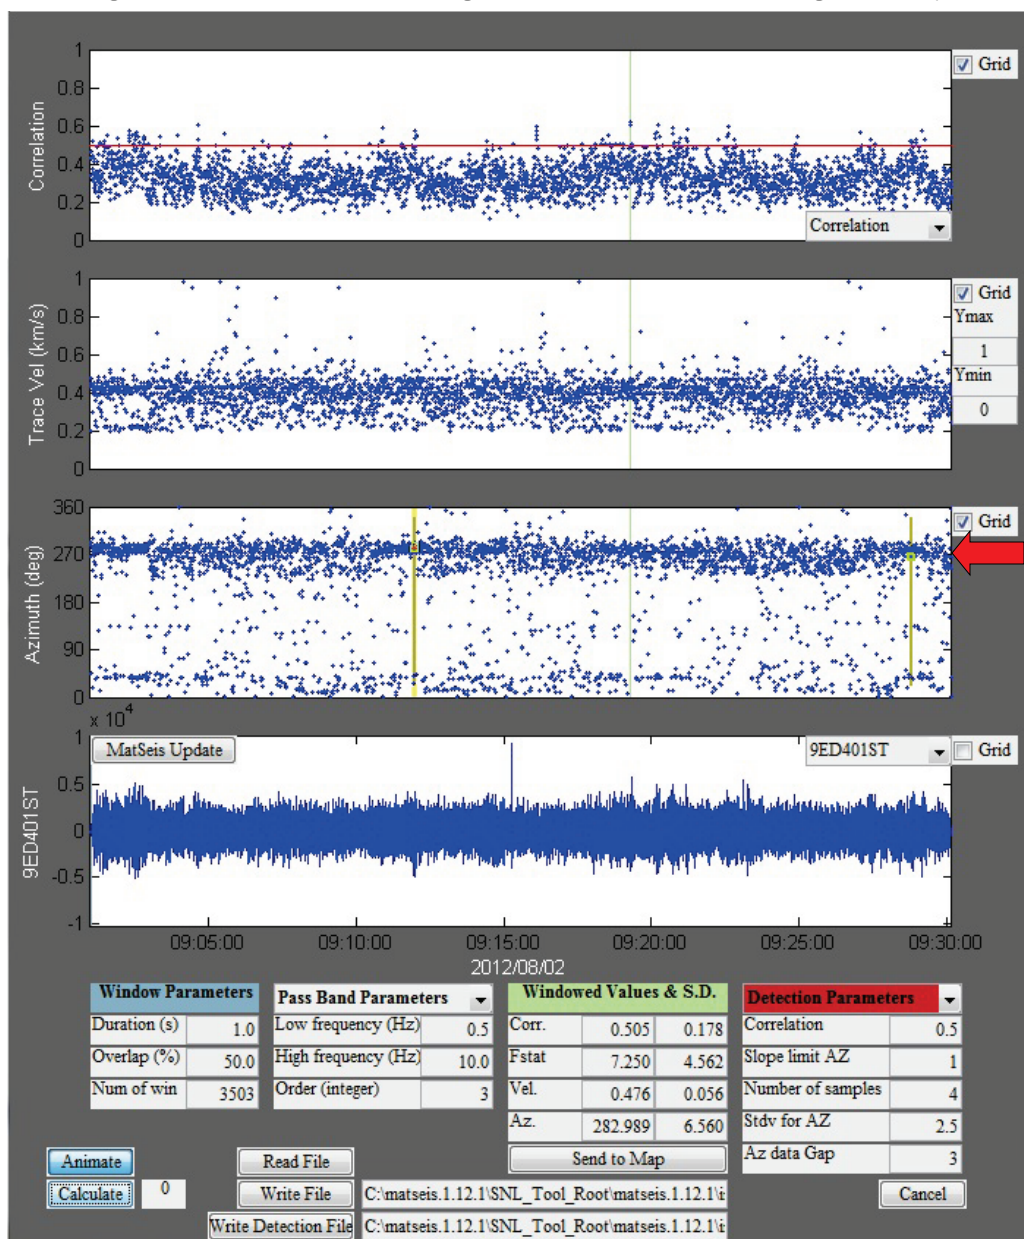 1
Grid
0.8
0.6
0.4
0.2
0
Correlation
Correlation
1
Grid
0.8
Ymax
1
0.6
Ymin
0.4
0
0.2
0
Trace Vel (km/s)
360
Grid
270
180
90
0
Azimuth (deg)
x 10^4
1
MatSeis Update
9ED401ST
Grid
0.5
0
-0.5
-1
9ED401ST
09:05:00 09:10:00 09:15:00 09:20:00 09:25:00 09:30:00
2012/08/02
Window Parameters
Duration (s) 1.0
Overlap (%) 50.0
Num of win 3503
Pass Band Parameters
Low frequency (Hz) 0.5
High frequency (Hz) 10.0
Order (integer) 3
Windowed Values & S.D.
Corr. 0.505 0.178
Fstat 7.250 4.562
Vel. 0.476 0.056
Az. 282.989 6.560
Send to Map
Detection Parameters
Correlation 0.5
Slope limit AZ 1
Number of samples 4
Stdv for AZ 2.5
Az data Gap 3
Animate
Read File
Calculate 0
Write File C:\matseis.1.12.1\SNL_Tool_Root\matseis.1.12.1\i
Cancel
Write Detection File C:\matseis.1.12.1\SNL_Tool_Root\matseis.1.12.1\i